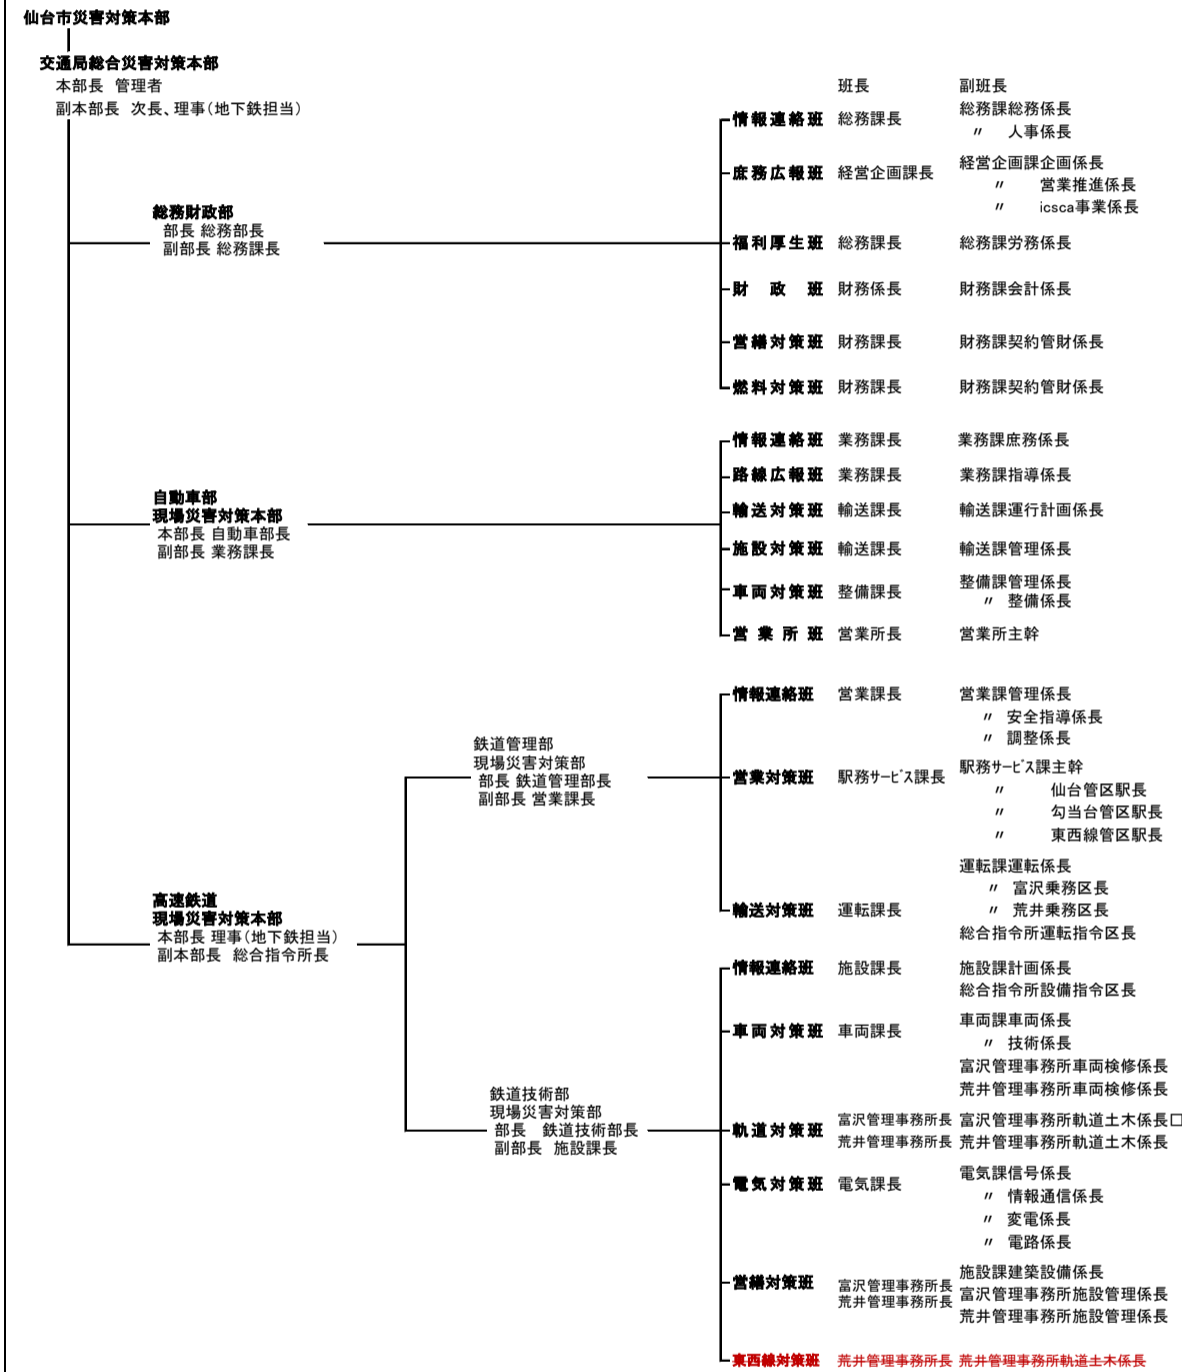 仙台市災害対策本部
交通局総合災害対策本部
本部長 管理者
副本部長 次長、理事(地下鉄担当)
班長 副班長
情報連絡班 総務課長 総務課総務係長
〃 人事係長
庶務広報班 経営企画課長 経営企画課企画係長
〃 営業推進係長
〃 icsca事業係長
総務財政部
部長 総務部長
副部長 総務課長
福利厚生班 総務課長 総務課労務係長
財政班 財務係長 財務課会計係長
営繕対策班 財務課長 財務課契約管財係長
燃料対策班 財務課長 財務課契約管財係長
自動車部
現場災害対策本部
本部長 自動車部長
副部長 業務課長
情報連絡班 業務課長 業務課庶務係長
路線広報班 業務課長 業務課指導係長
輸送対策班 輸送課長 輸送課運行計画係長
施設対策班 輸送課長 輸送課管理係長
車両対策班 整備課長 整備課管理係長
〃 整備係長
営業所班 営業所長 営業所主幹
高速鉄道
現場災害対策本部
本部長 理事(地下鉄担当)
副本部長 総合指令所長
鉄道管理部
現場災害対策部
部長 鉄道管理部長
副部長 営業課長
情報連絡班 営業課長 営業課管理係長
〃 安全指導係長
〃 調整係長
営業対策班 駅務サービス課長 駅務サービス課主幹
〃 仙台管区駅長
〃 勾当台管区駅長
〃 東西線管区駅長
輸送対策班 運転課長 運転課運転係長
〃 富沢乗務区長
〃 荒井乗務区長
総合指令所運転指令区長
鉄道技術部
現場災害対策部
部長 鉄道技術部長
副部長 施設課長
情報連絡班 施設課長 施設課計画係長
総合指令所設備指令区長
車両対策班 車両課長 車両課車両係長
〃 技術係長
富沢管理事務所車両検修係長
荒井管理事務所車両検修係長
軌道対策班 富沢管理事務所長 富沢管理事務所軌道土木係長□
荒井管理事務所長 荒井管理事務所軌道土木係長
電気対策班 電気課長 電気課信号係長
〃 情報通信係長
〃 変電係長
〃 電路係長
営繕対策班 富沢管理事務所長 施設課建築設備係長
荒井管理事務所長 富沢管理事務所施設管理係長
荒井管理事務所施設管理係長
東西線対策班 荒井管理事務所長 荒井管理事務所軌道土木係長